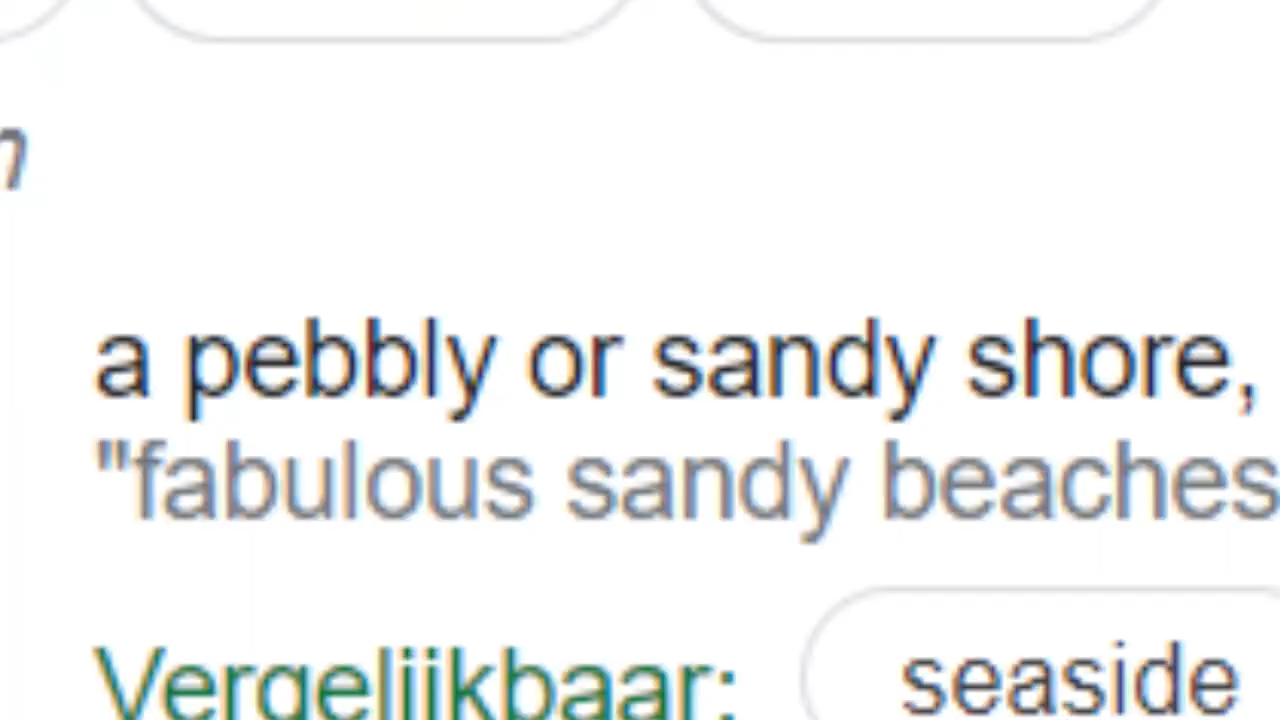 n
a pebbly or sandy shore,
"fabulous sandy beaches
Vergelijkbaar: seaside